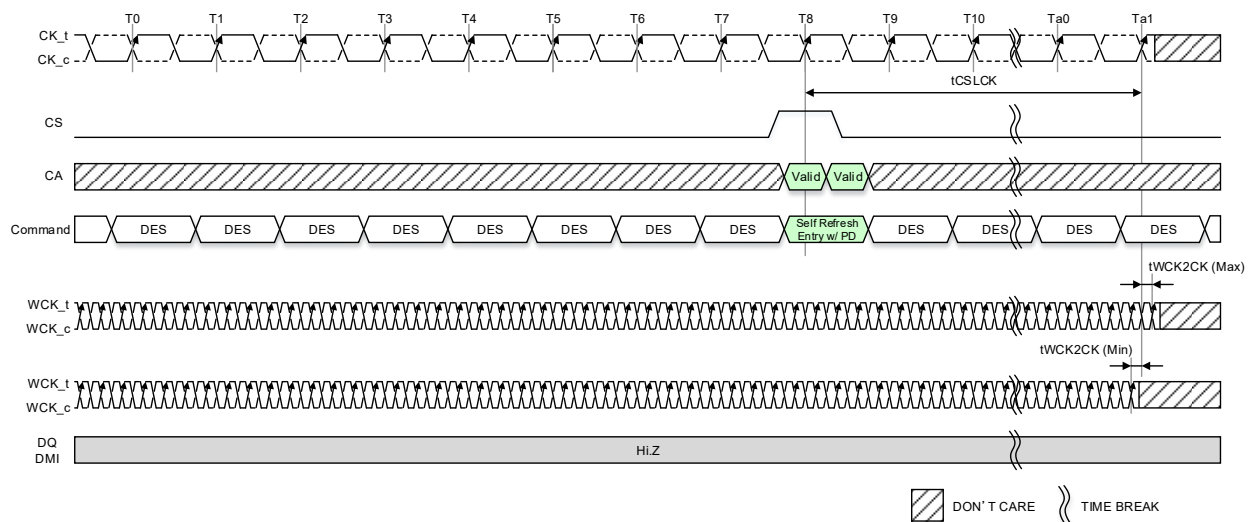 T0 T1 T2 T3 T4 T5 T6 T7 T8 T9 T10 Ta0 Ta1
CK_t
CK_c
tCSLCK
CS
CA Valid Valid
Command DES DES DES DES DES DES DES DES Self Refresh DES DES DES DES
Entry w/ PD
tWCK2CK (Max)
WCK_t
WCK_c
tWCK2CK (Min)
WCK_t
WCK_c
DQ
DMI
Hi.Z
DON'T CARE TIME BREAK